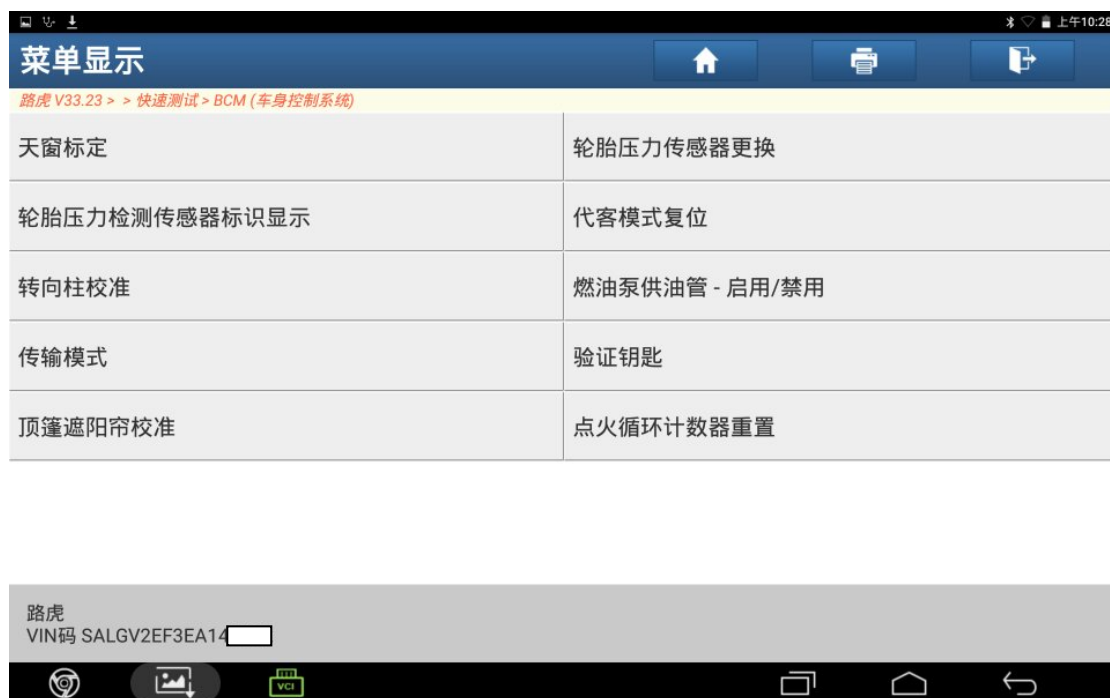 上午10:28
菜单显示
路虎 V33.23 > > 快速测试 > BCM (车身控制系统)
天窗标定
轮胎压力传感器更换
轮胎压力检测传感器标识显示
代客模式复位
转向柱校准
燃油泵供油管 - 启用/禁用
传输模式
验证钥匙
顶篷遮阳帘校准
点火循环计数器重置
路虎
VIN码 SALGV2EF3EA14
VCI